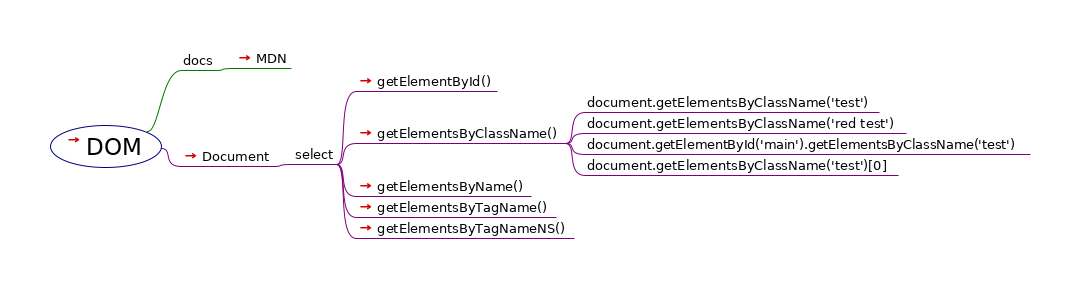 DOM
docs
MDN
Document
select
getElementById()
getElementsByClassName()
document.getElementsByClassName('test')
document.getElementsByClassName('red test')
document.getElementById('main').getElementsByClassName('test')
document.getElementsByClassName('test')[0]
getElementsByName()
getElementsByTagName()
getElementsByTagNameNS()